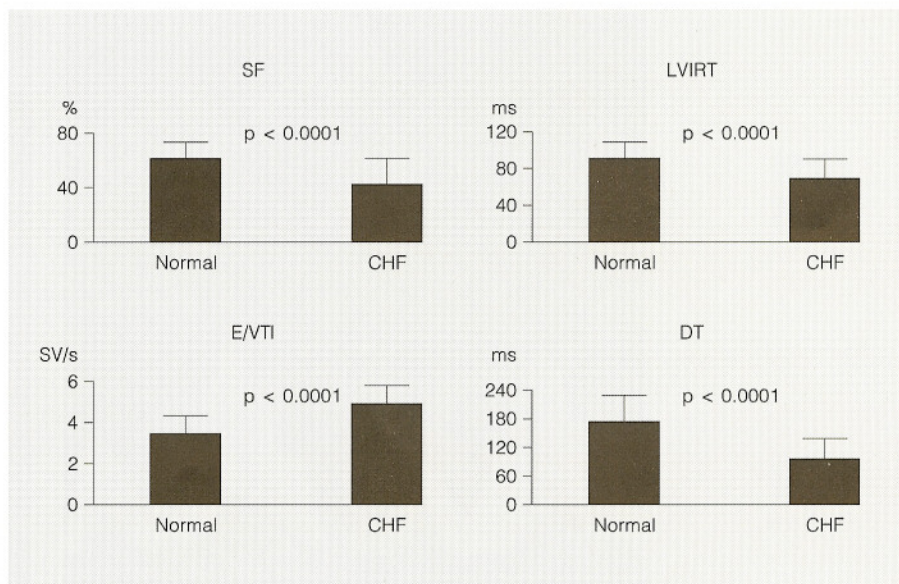 SF
%
80
p < 0.0001
40
0
Normal CHF
LVIRT
ms
120
p < 0.0001
80
40
0
Normal CHF
E/VTI
SV/s
6
p < 0.0001
4
2
0
Normal CHF
DT
ms
240
p < 0.0001
180
120
60
0
Normal CHF